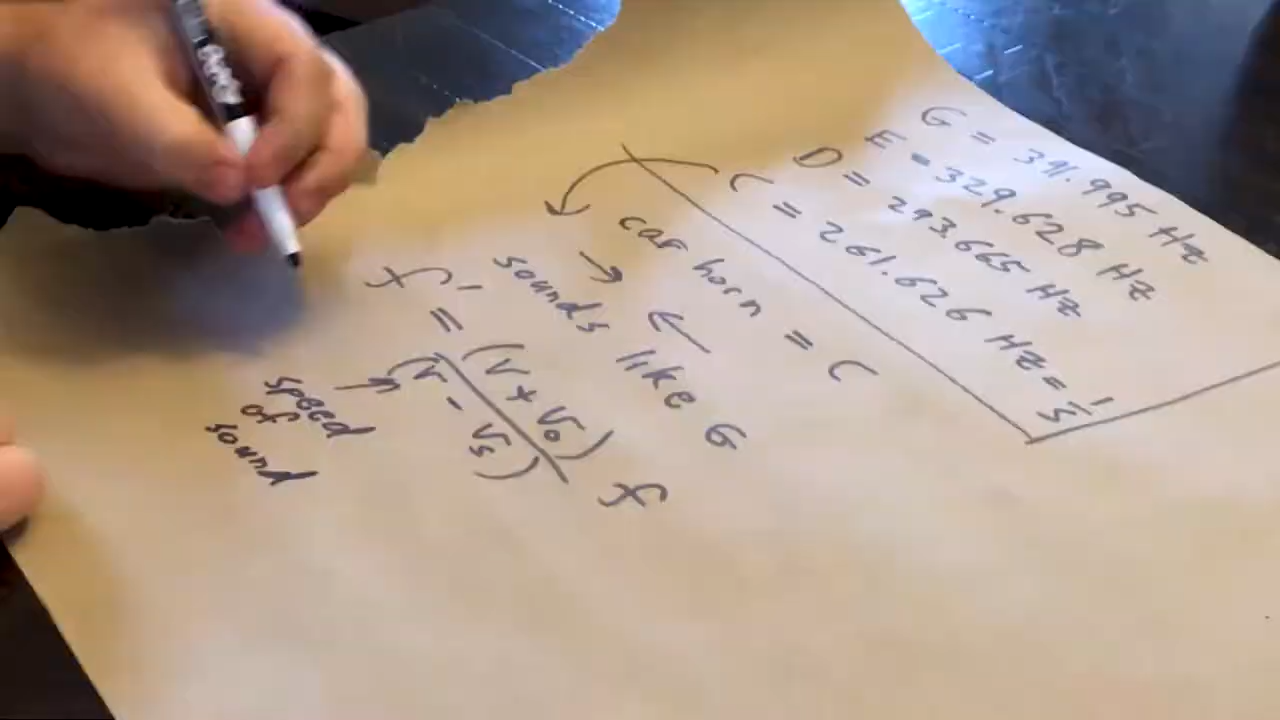 G = 391.995 Hz
E = 329.628 Hz
D = 293.665 Hz
C = 261.626 Hz = 1/s
car horn = C
→ ←
sounds like G
f' = (v + v₀) / (v - vₛ) f
speed of sound